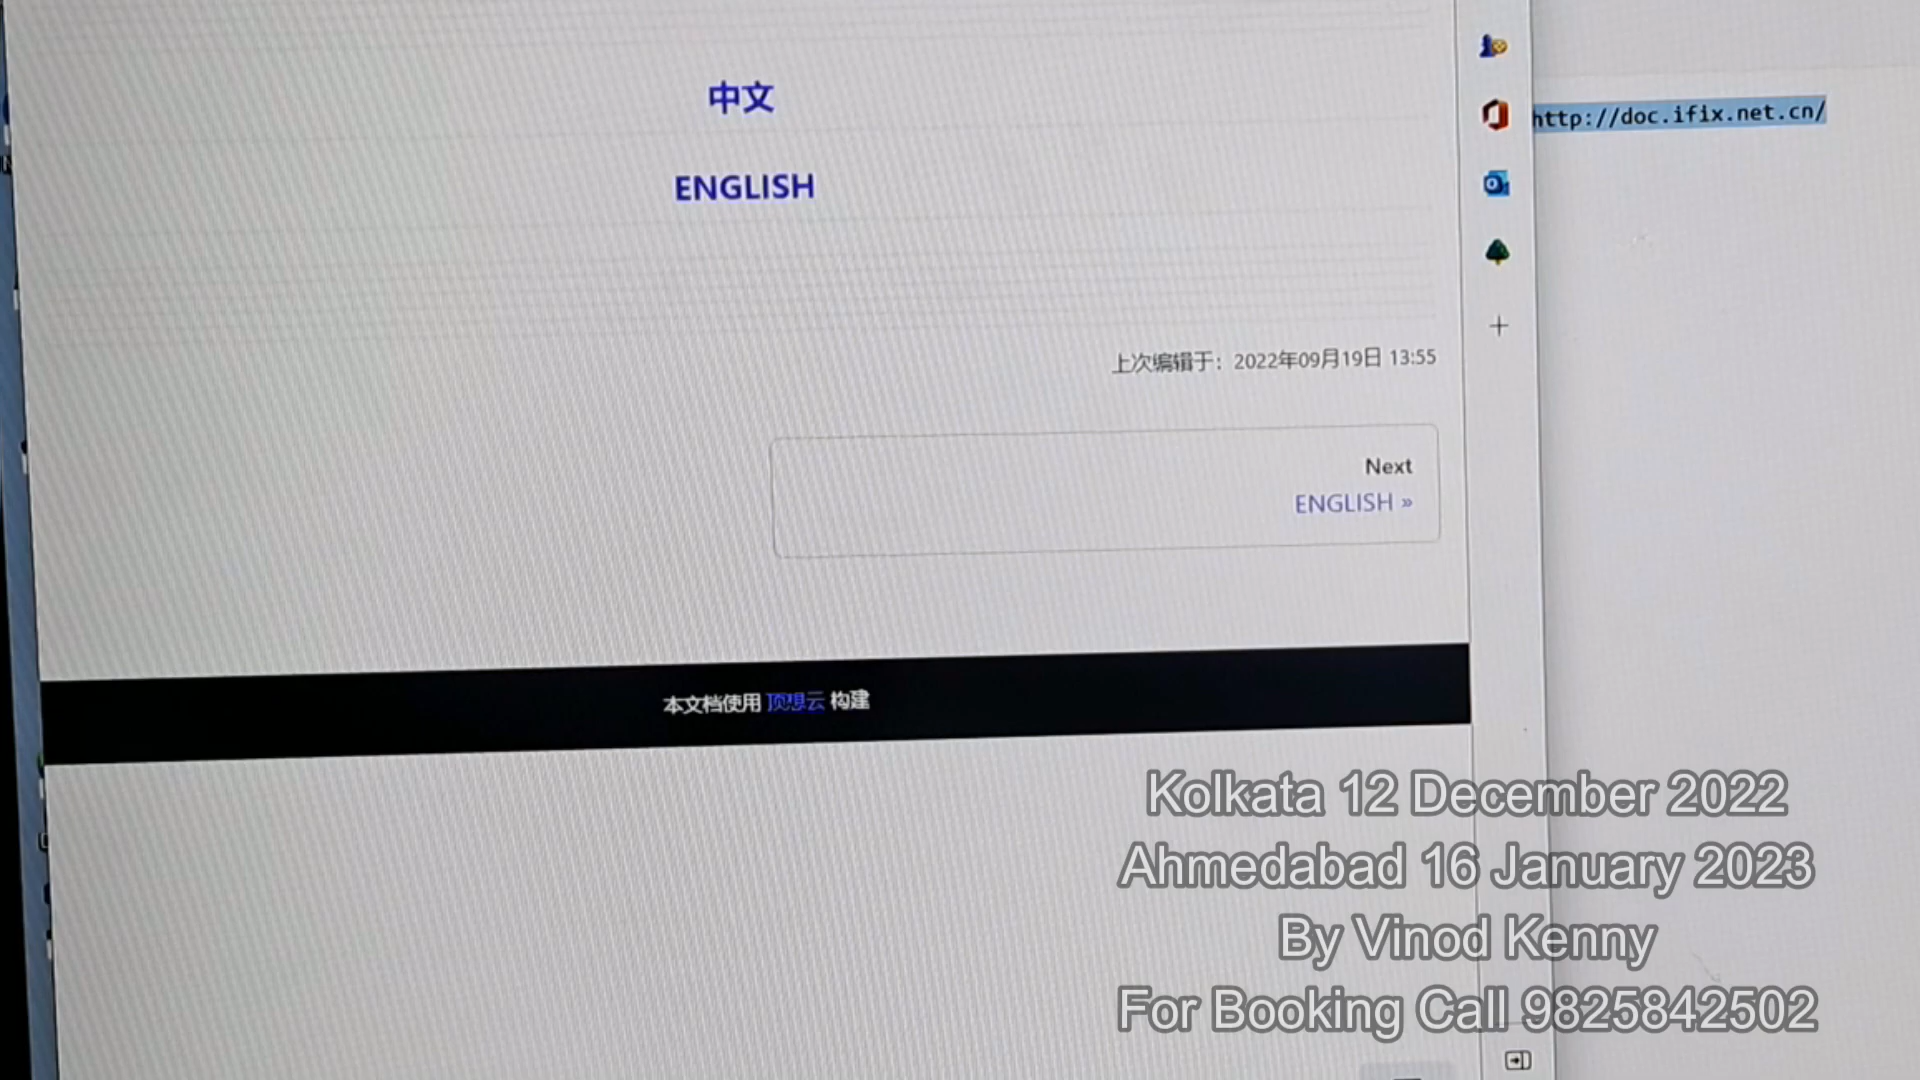 中文
http://doc.ifix.net.cn/
ENGLISH
上次编辑于：2022年09月19日 13:55
Next
ENGLISH »
本文档使用 顶想云 构建
Kolkata 12 December 2022
Ahmedabad 16 January 2023
By Vinod Kenny
For Booking Call 9825842502